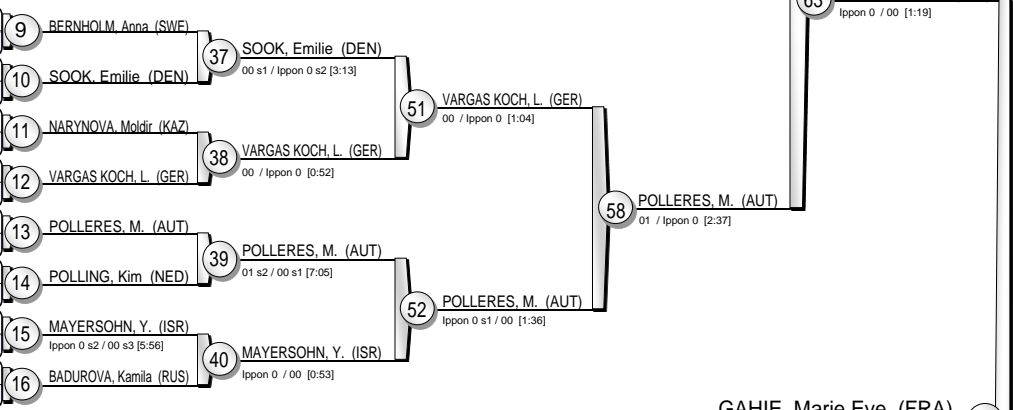 63
Ippon 0 / 00 [1:19]
9 BERNHOLM, Anna (SWE)
37 SOOK, Emilie (DEN)
00 s1 / Ippon 0 s2 [3:13]
10 SOOK, Emilie (DEN)
51 VARGAS KOCH, L. (GER)
00 / Ippon 0 [1:04]
11 NARYNOVA, Moldir (KAZ)
38 VARGAS KOCH, L. (GER)
00 / Ippon 0 [0:52]
12 VARGAS KOCH, L. (GER)
58 POLLERES, M. (AUT)
01 / Ippon 0 [2:37]
13 POLLERES, M. (AUT)
39 POLLERES, M. (AUT)
01 s2 / 00 s1 [7:05]
14 POLLING, Kim (NED)
52 POLLERES, M. (AUT)
Ippon 0 s1 / 00 [1:36]
15 MAYERSOHN, Y. (ISR)
Ippon 0 s2 / 00 s3 [5:56]
40 MAYERSOHN, Y. (ISR)
Ippon 0 / 00 [0:53]
16 BADUROVA, Kamila (RUS)
GAHIE, Marie Eve (FRA)